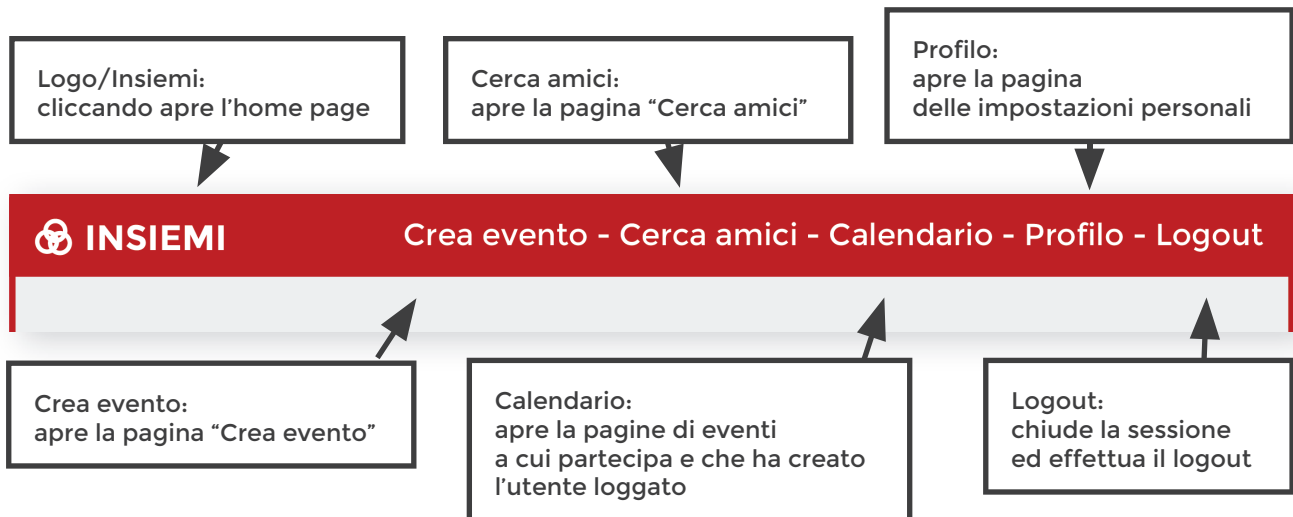 Logo/Insiemi:
cliccando apre l’home page
Cerca amici:
apre la pagina “Cerca amici”
Profilo:
apre la pagina
delle impostazioni personali
INSIEMI
Crea evento - Cerca amici - Calendario - Profilo - Logout
Crea evento:
apre la pagina “Crea evento”
Calendario:
apre la pagine di eventi
a cui partecipa e che ha creato
l’utente loggato
Logout:
chiude la sessione
ed effettua il logout